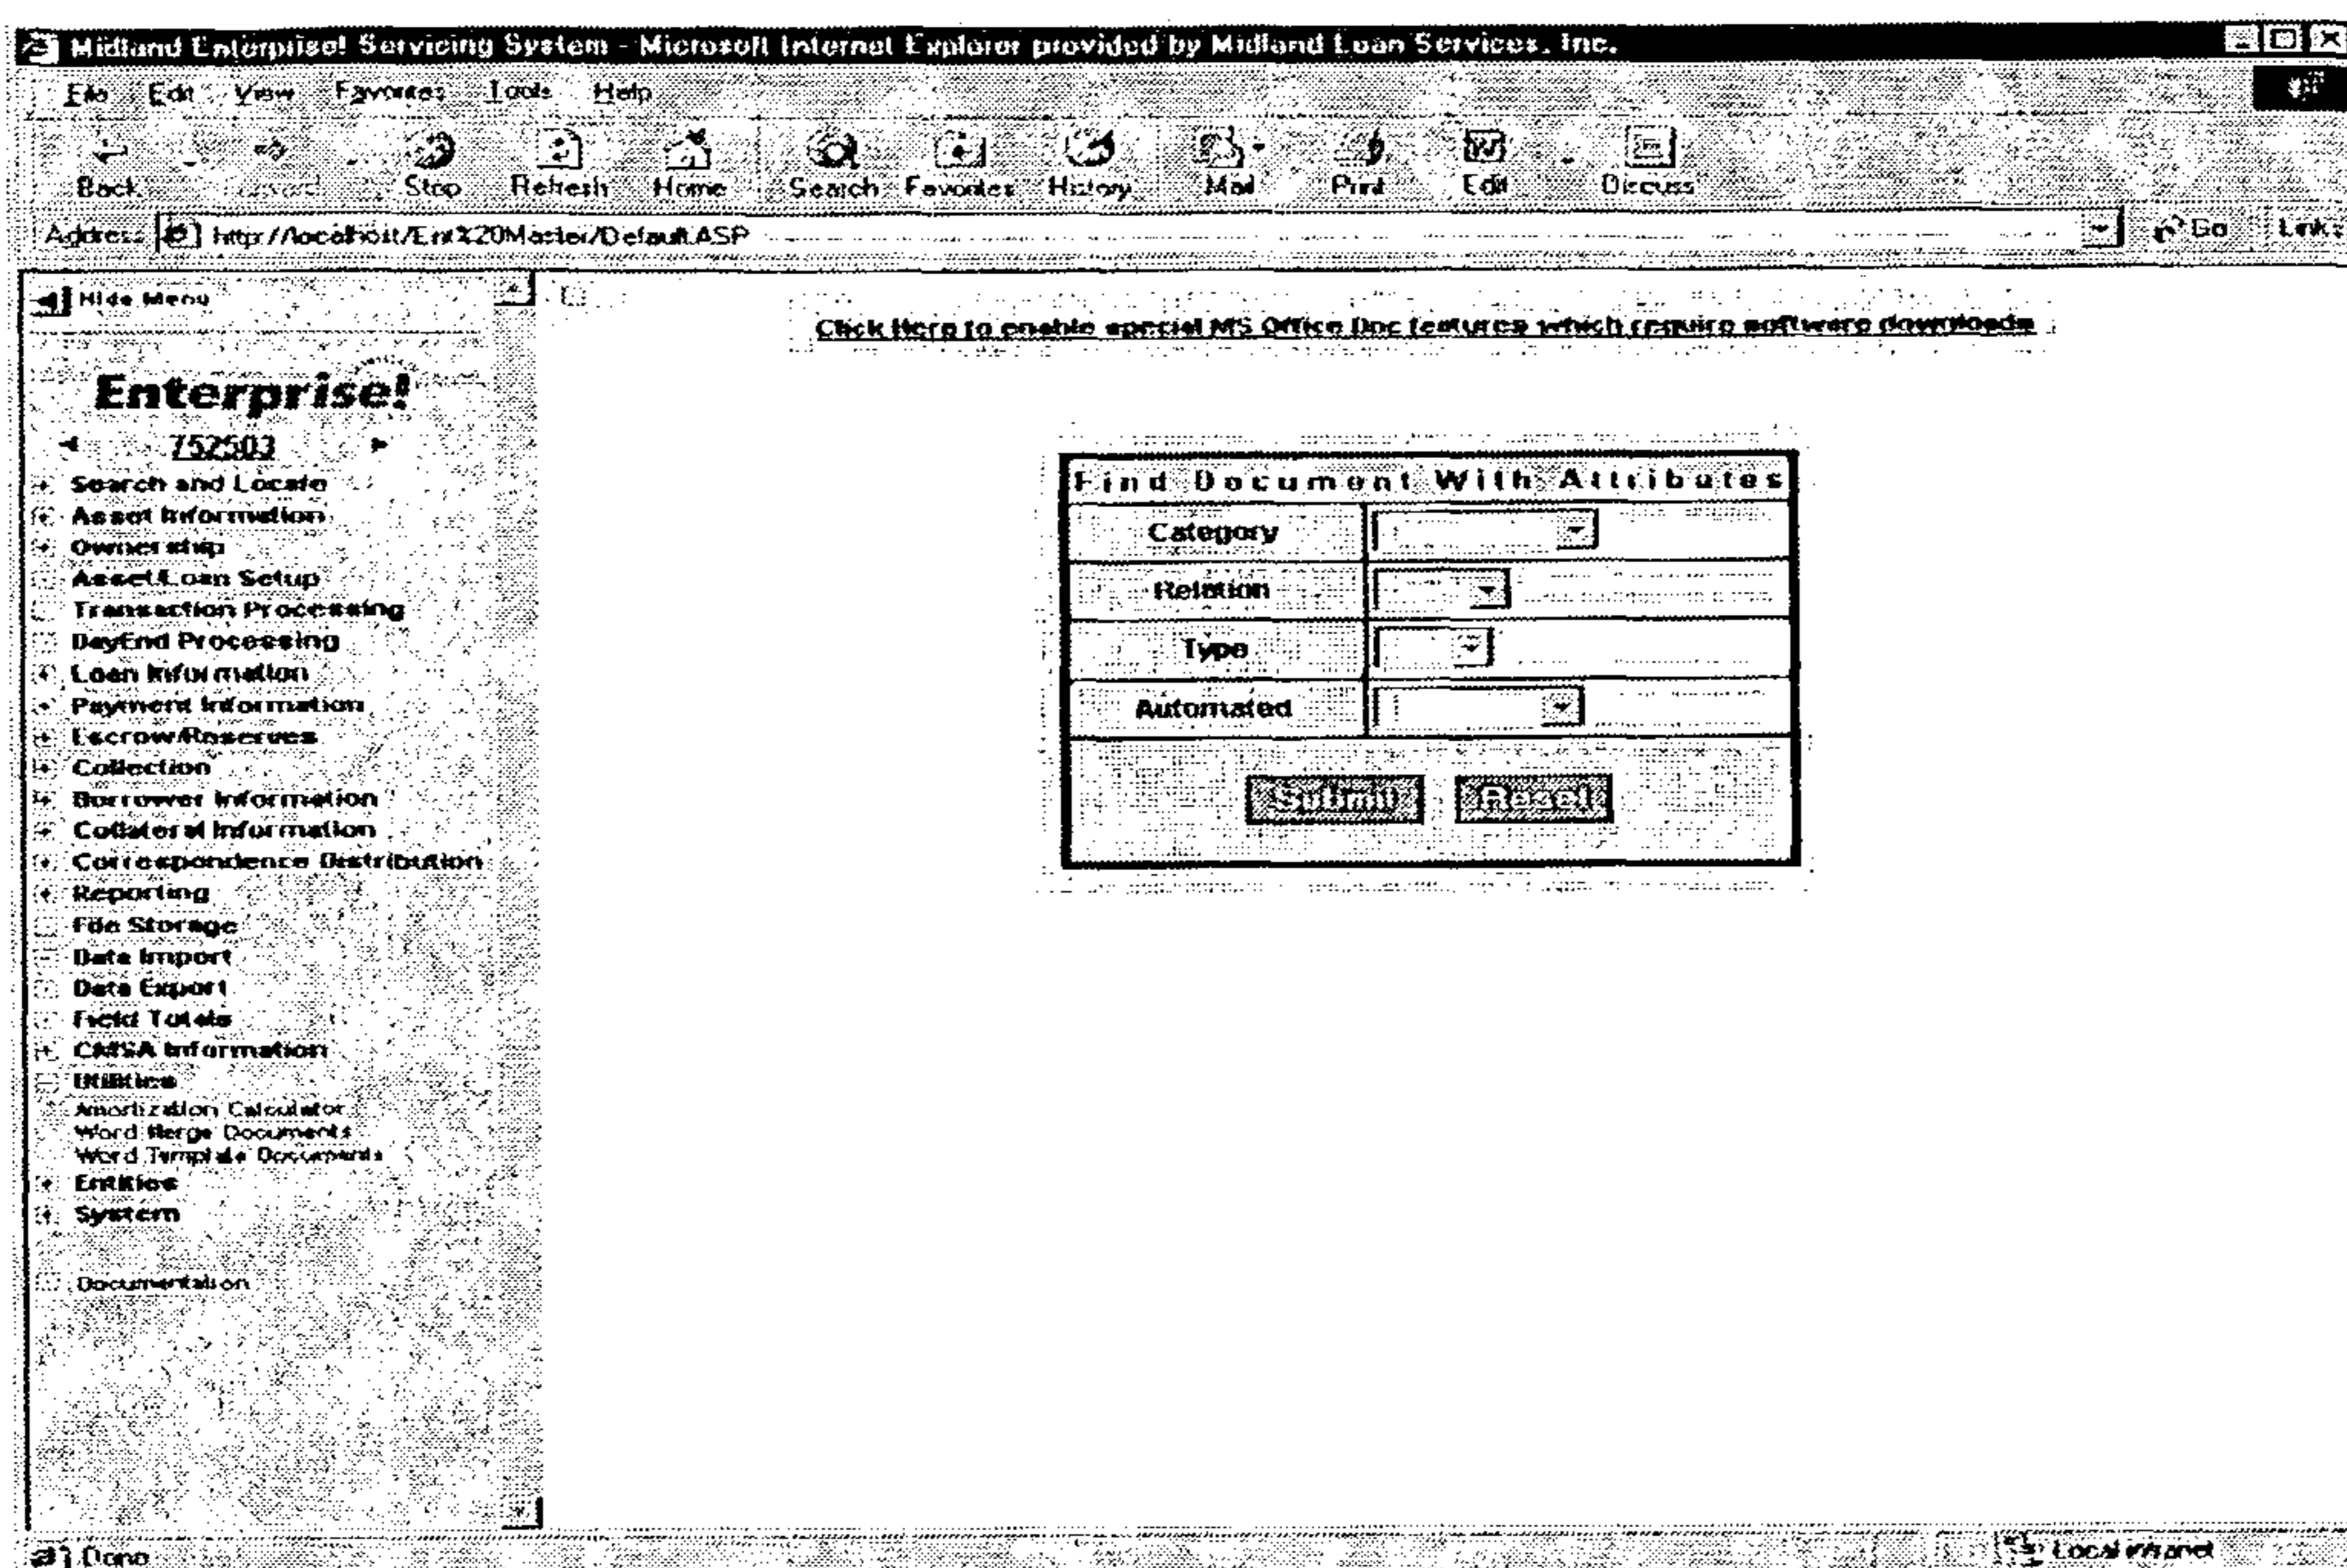 Midland Enterprise! Servicing System - Microsoft Internet Explorer provided by Midland Loan Services, Inc.
File Edit View Favorites Tools Help
Back Forward Stop Refresh Home Search Favorites History Mail Print Edit Discuss
Address http://localhost/Ent%20Master/Default.ASP Go Links
Hide Menu
Click Here to enable special MS Office Doc features which require software downloads
Enterprise!
752503
Search and Locate
Asset Information
Ownership
Asset/Loan Setup
Transaction Processing
DayEnd Processing
Loan Information
Payment Information
Escrow/Reserves
Collection
Borrower Information
Collateral Information
Correspondence Distribution
Reporting
File Storage
Data Import
Data Export
Field Totals
CMSA Information
Utilities
Amortization Calculator
Word Merge Documents
Word Template Documents
Entities
System
Documentation
Find Document With Attributes
Category
Relation
Type
Automated
Submit Reset
Done Local intranet